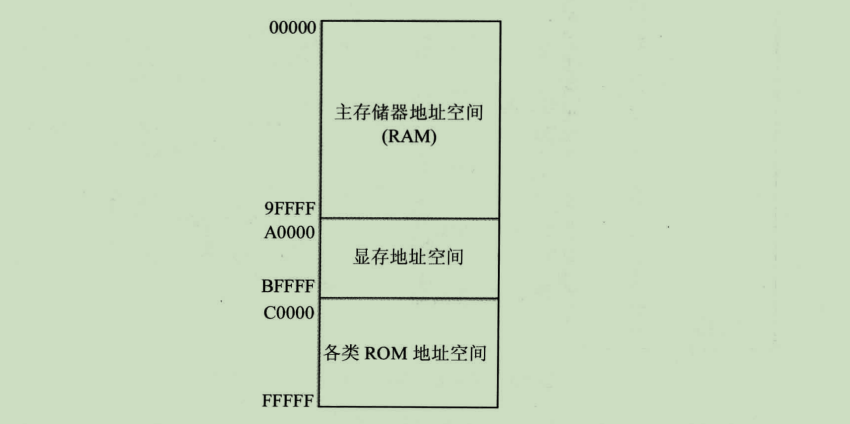 00000
主存储器地址空间
(RAM)
9FFFF
A0000
显存地址空间
BFFFF
C0000
各类 ROM 地址空间
FFFFF